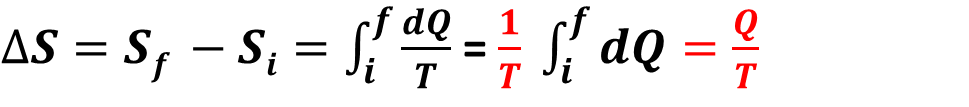 ΔS = S_f − S_i = ∫_i^f dQ/T = 1/T ∫_i^f dQ = Q/T